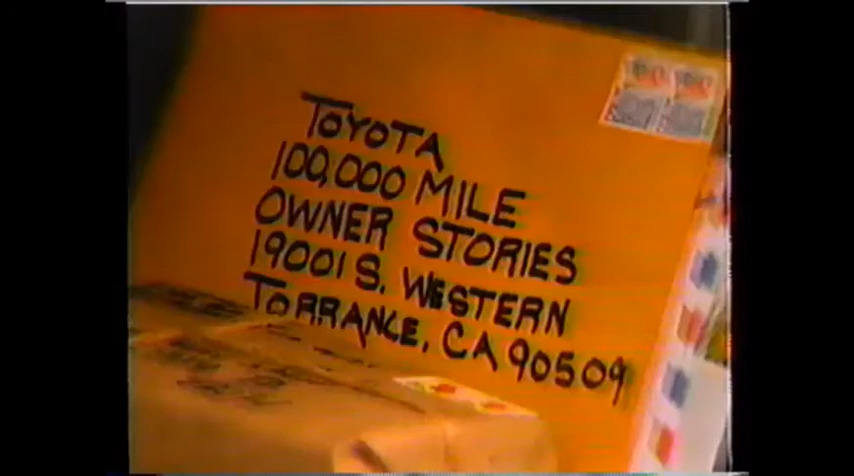 TOYOTA
100,000 MILE
OWNER STORIES
19001 S. WESTERN
TORRANCE, CA 90509